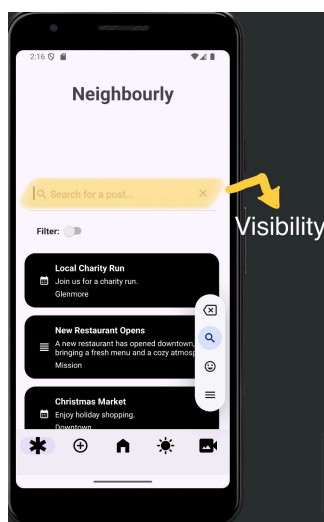 2:16
Neighbourly
Search for a post...
Visibility
Filter:
Local Charity Run
Join us for a charity run.
Glenmore
New Restaurant Opens
A new restaurant has opened downtown,
bringing a fresh menu and a cozy
Mission
Christmas Market
Enjoy holiday shopping.
Downtown